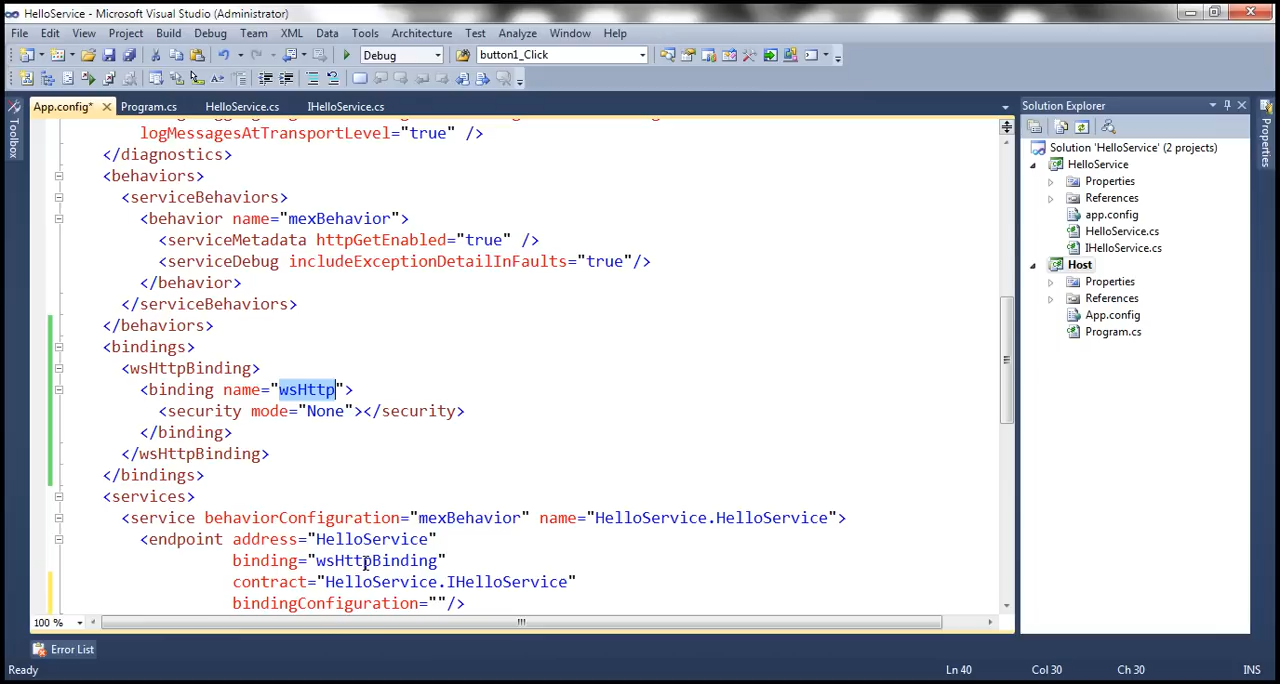 HelloService - Microsoft Visual Studio (Administrator)
File Edit View Project Build Debug Team XML Data Tools Architecture Test Analyze Window Help
Debug button1_Click
App.config* Program.cs HelloService.cs IHelloService.cs
Solution Explorer
logMessagesAtTransportLevel="true" />
</diagnostics>
<behaviors>
<serviceBehaviors>
<behavior name="mexBehavior">
<serviceMetadata httpGetEnabled="true" />
<serviceDebug includeExceptionDetailInFaults="true"/>
</behavior>
</serviceBehaviors>
</behaviors>
<bindings>
<wsHttpBinding>
<binding name="wsHttp">
<security mode="None"></security>
</binding>
</wsHttpBinding>
</bindings>
<services>
<service behaviorConfiguration="mexBehavior" name="HelloService.HelloService">
<endpoint address="HelloService"
binding="wsHttpBinding"
contract="HelloService.IHelloService"
bindingConfiguration=""/>
100 %
Solution 'HelloService' (2 projects)
HelloService
Properties
References
app.config
HelloService.cs
IHelloService.cs
Host
Properties
References
App.config
Program.cs
Toolbox
Properties
Error List
Ready Ln 40 Col 30 Ch 30 INS